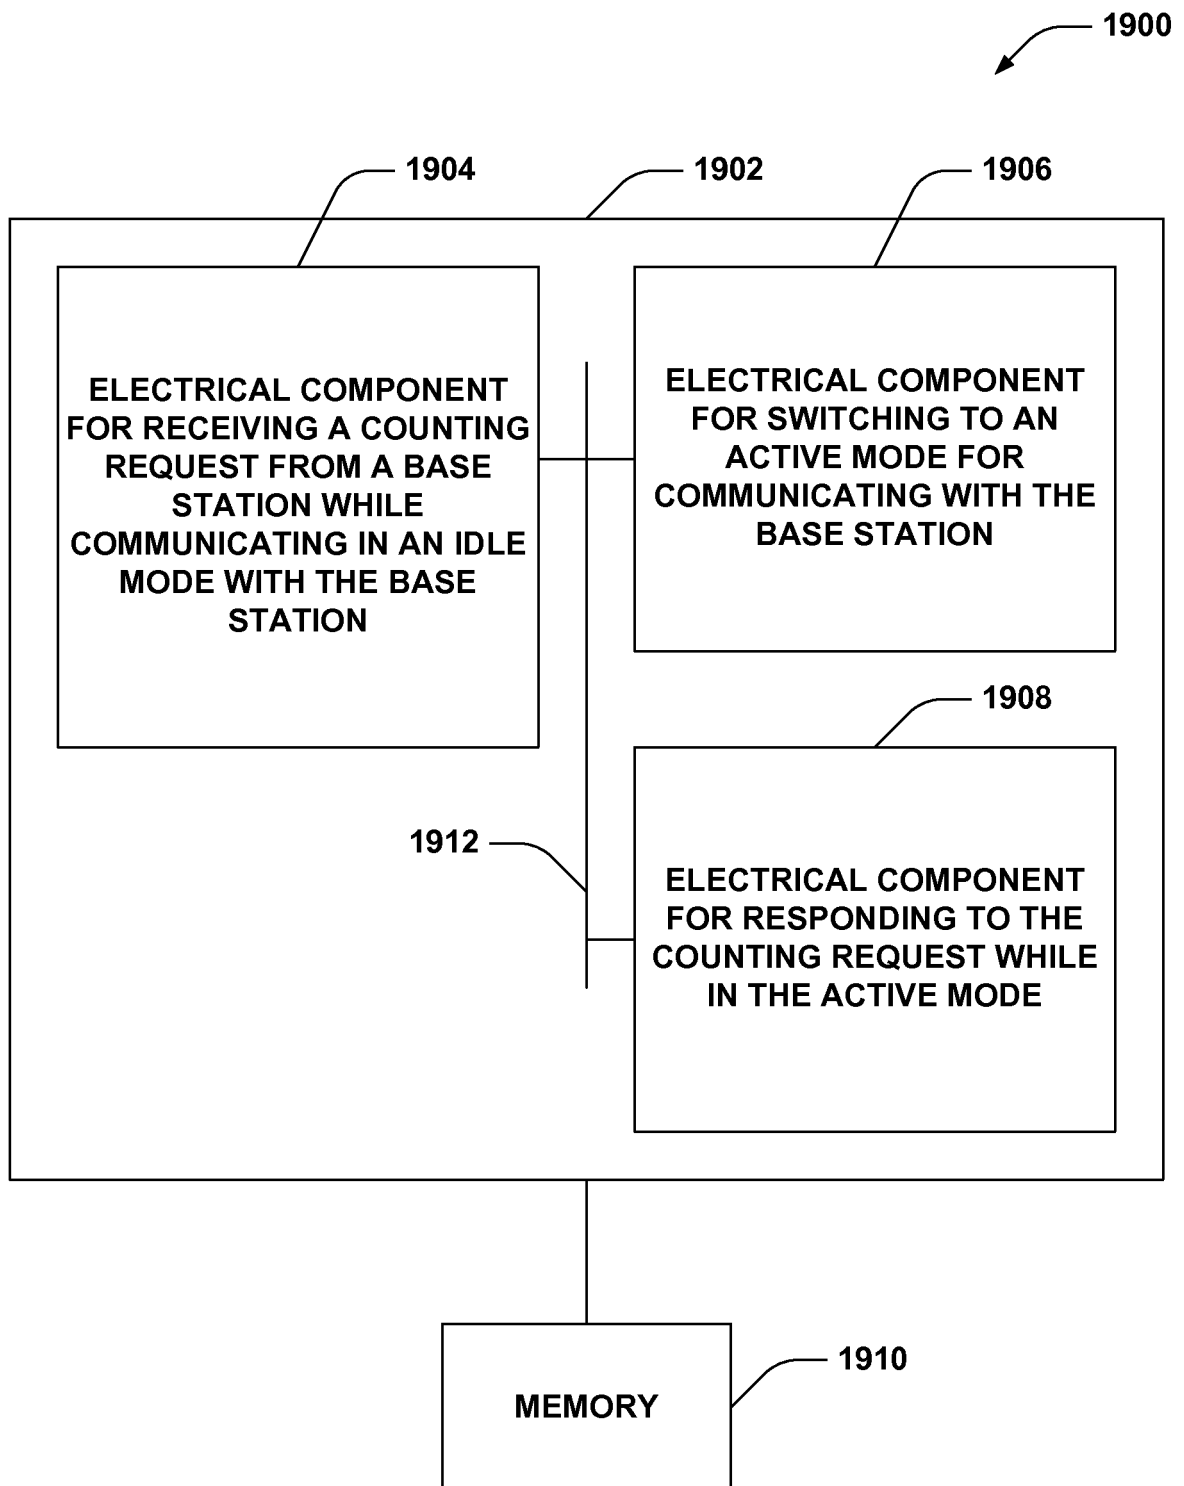 1900
1904
1902
1906
ELECTRICAL COMPONENT
FOR RECEIVING A COUNTING
REQUEST FROM A BASE
STATION WHILE
COMMUNICATING IN AN IDLE
MODE WITH THE BASE
STATION
ELECTRICAL COMPONENT
FOR SWITCHING TO AN
ACTIVE MODE FOR
COMMUNICATING WITH THE
BASE STATION
1908
1912
ELECTRICAL COMPONENT
FOR RESPONDING TO THE
COUNTING REQUEST WHILE
IN THE ACTIVE MODE
1910
MEMORY